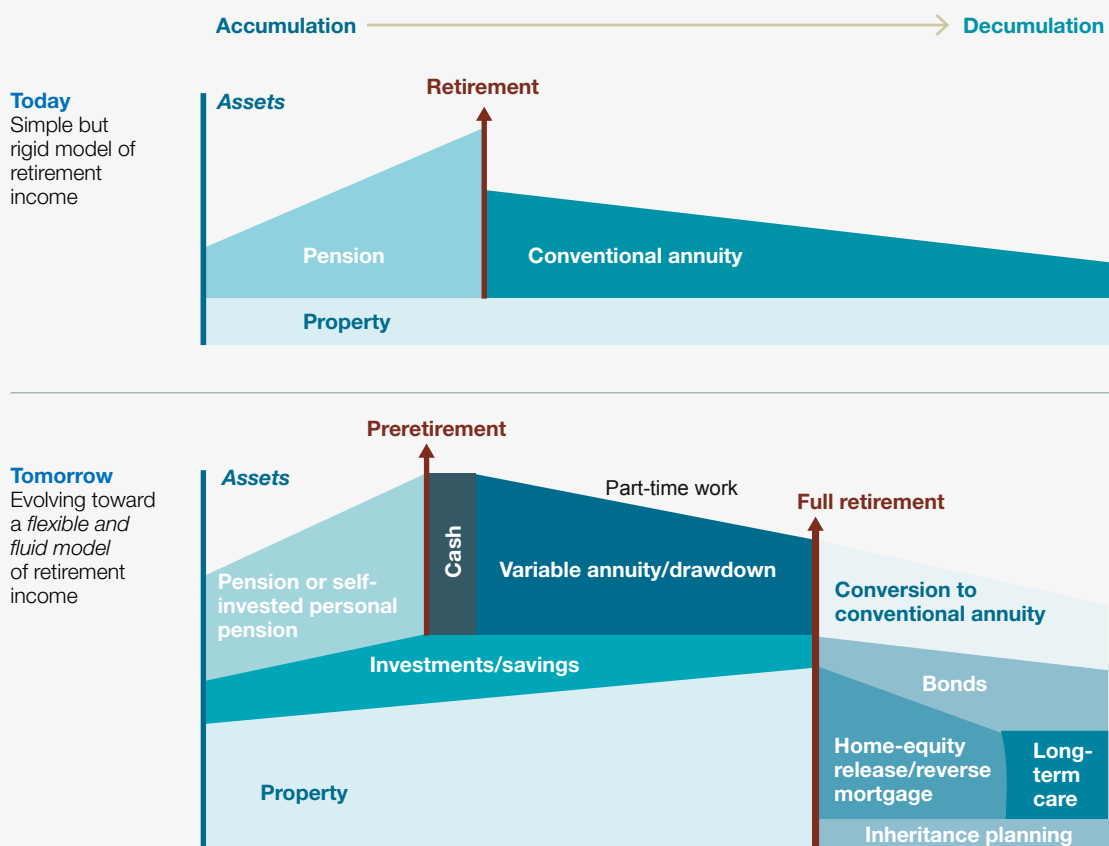 Accumulation
Decumulation
Today
Simple but
rigid model of
retirement
income
Assets
Retirement
Pension
Conventional annuity
Property
Tomorrow
Evolving toward
a flexible and
fluid model
of retirement
income
Assets
Preretirement
Part-time work
Full retirement
Pension or self-
invested personal
pension
Cash
Variable annuity/drawdown
Conversion to
conventional annuity
Investments/savings
Bonds
Property
Home-equity
release/reverse
mortgage
Long-
term
care
Inheritance planning